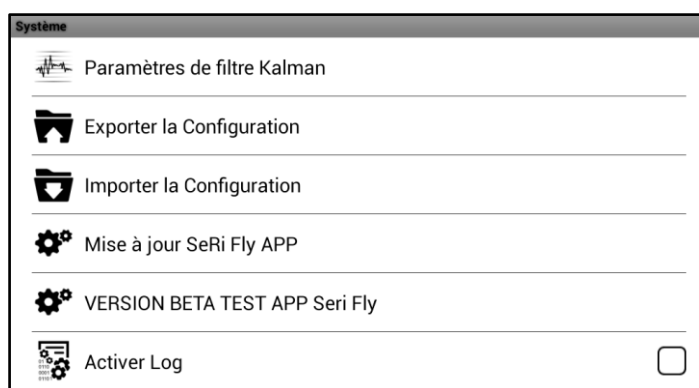 Système
Paramètres de filtre Kalman
Exporter la Configuration
Importer la Configuration
Mise à jour SeRi Fly APP
VERSION BETA TEST APP Seri Fly
Activer Log